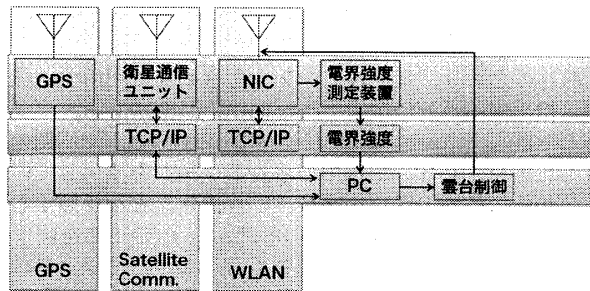 GPS
衛星通信
ユニット
NIC
電界強度
測定装置
TCP/IP
TCP/IP
電界強度
PC
雲台制御
GPS
Satellite
Comm.
WLAN